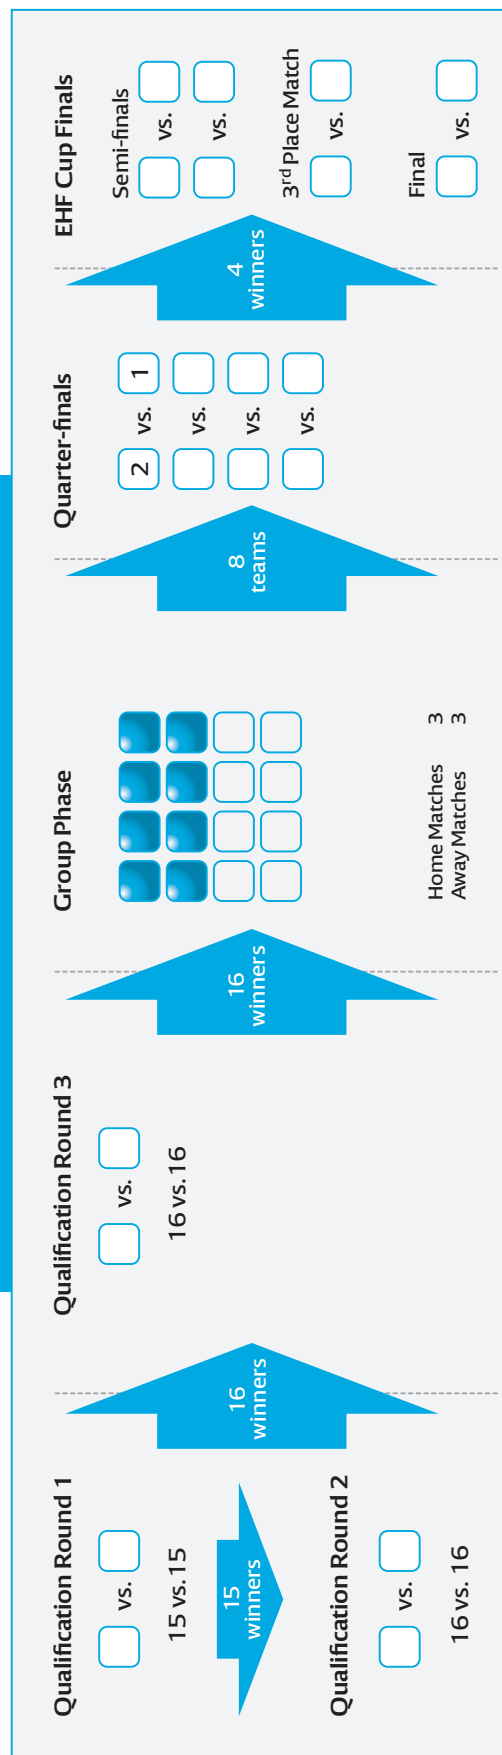 Qualification Round 1
vs.
15 vs. 15
15
winners
Qualification Round 2
vs.
16 vs. 16
16
winners
Qualification Round 3
vs.
16 vs. 16
16
winners
Group Phase
Home Matches 3
Away Matches 3
8
teams
Quarter-finals
2 vs. 1
vs.
vs.
vs.
4
winners
EHF Cup Finals
Semi-finals
vs.
vs.
3rd Place Match
vs.
Final
vs.